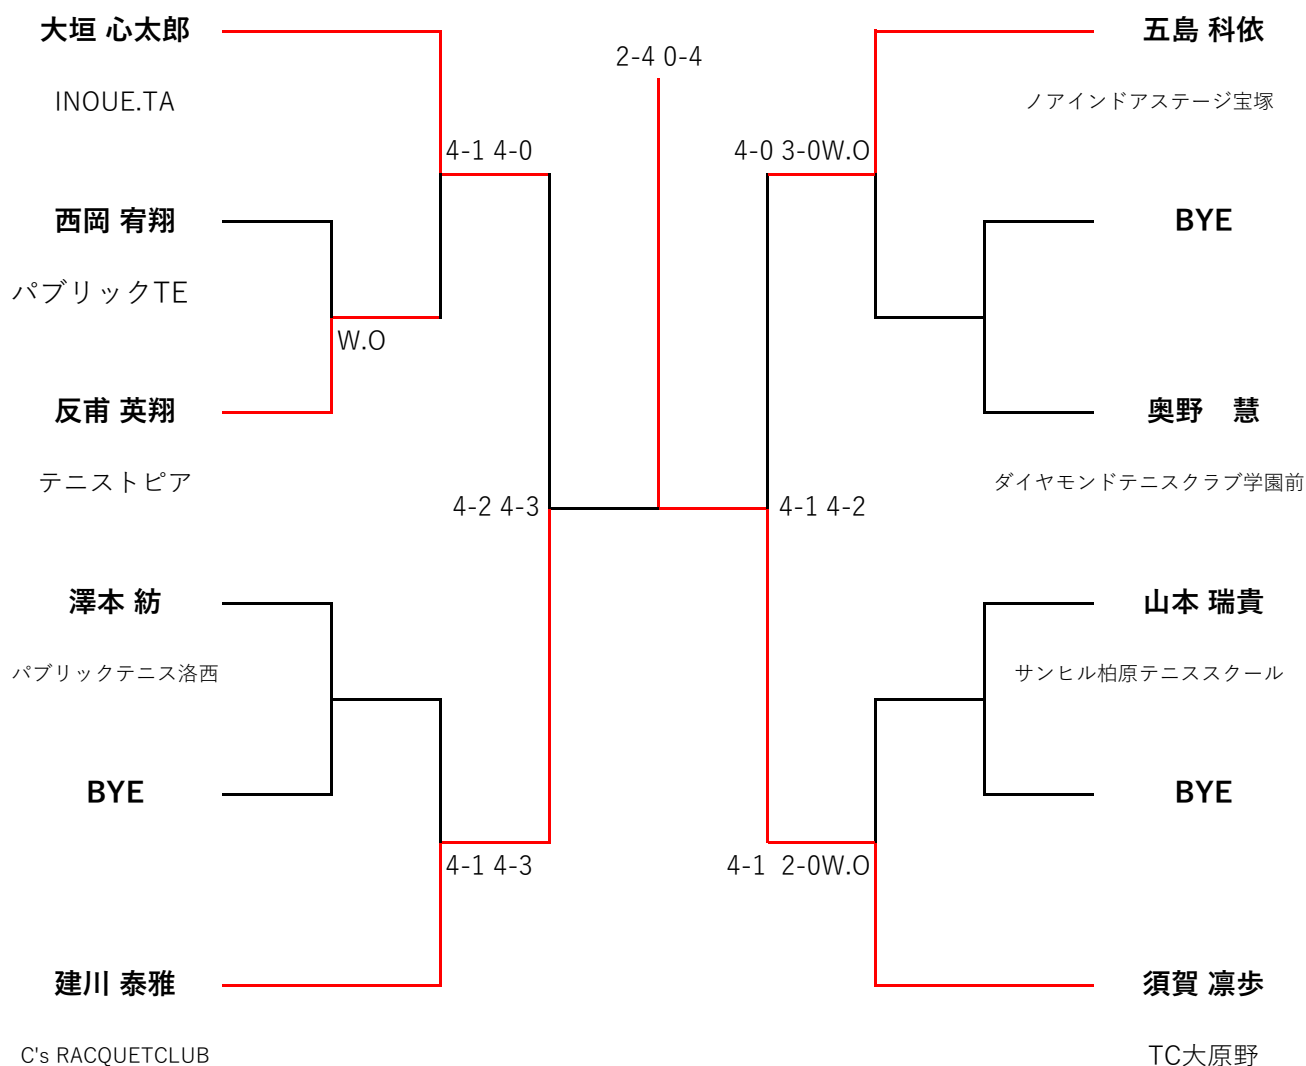 大垣 心太郎
INOUE.TA
4-1 4-0
西岡 宥翔
パブリックTE
W.O
反甫 英翔
テニストピア
4-2 4-3
澤本 紡
パブリックテニス洛西
BYE
4-1 4-3
建川 泰雅
C's RACQUETCLUB
2-4 0-4
五島 科依
ノアインドアステージ宝塚
4-0 3-0W.O
BYE
奥野　慧
ダイヤモンドテニスクラブ学園前
4-1 4-2
山本 瑞貴
サンヒル柏原テニススクール
BYE
4-1  2-0W.O
須賀 凛歩
TC大原野